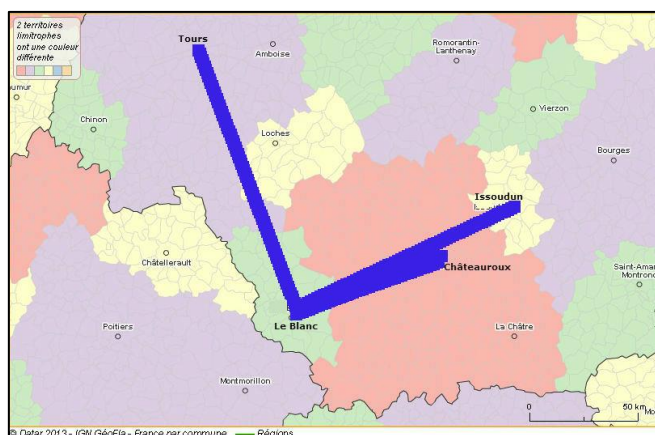 2 territoires
limitrophes
ont une couleur
différente
Tours
Amboise
Romorantin-
Lanthenay
Chinon
Loches
Vierzon
Bourges
Issoudun
Châtellerault
Châteauroux
Saint-Aman
Montrond
Le Blanc
Poitiers
La Châtre
Montmorillon
0 50 km
© Datar 2013 - IGN GéoFla - France par commune Régions